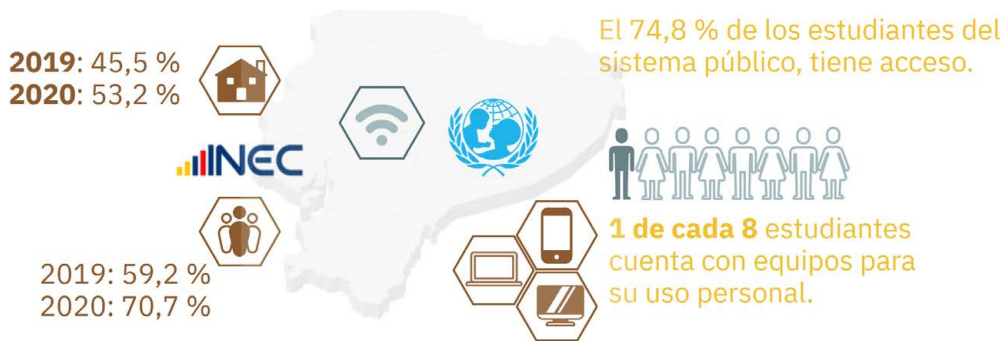 2019: 45,5 %
2020: 53,2 %
INEC
2019: 59,2 %
2020: 70,7 %
El 74,8 % de los estudiantes del
sistema público, tiene acceso.
1 de cada 8 estudiantes
cuenta con equipos para
su uso personal.